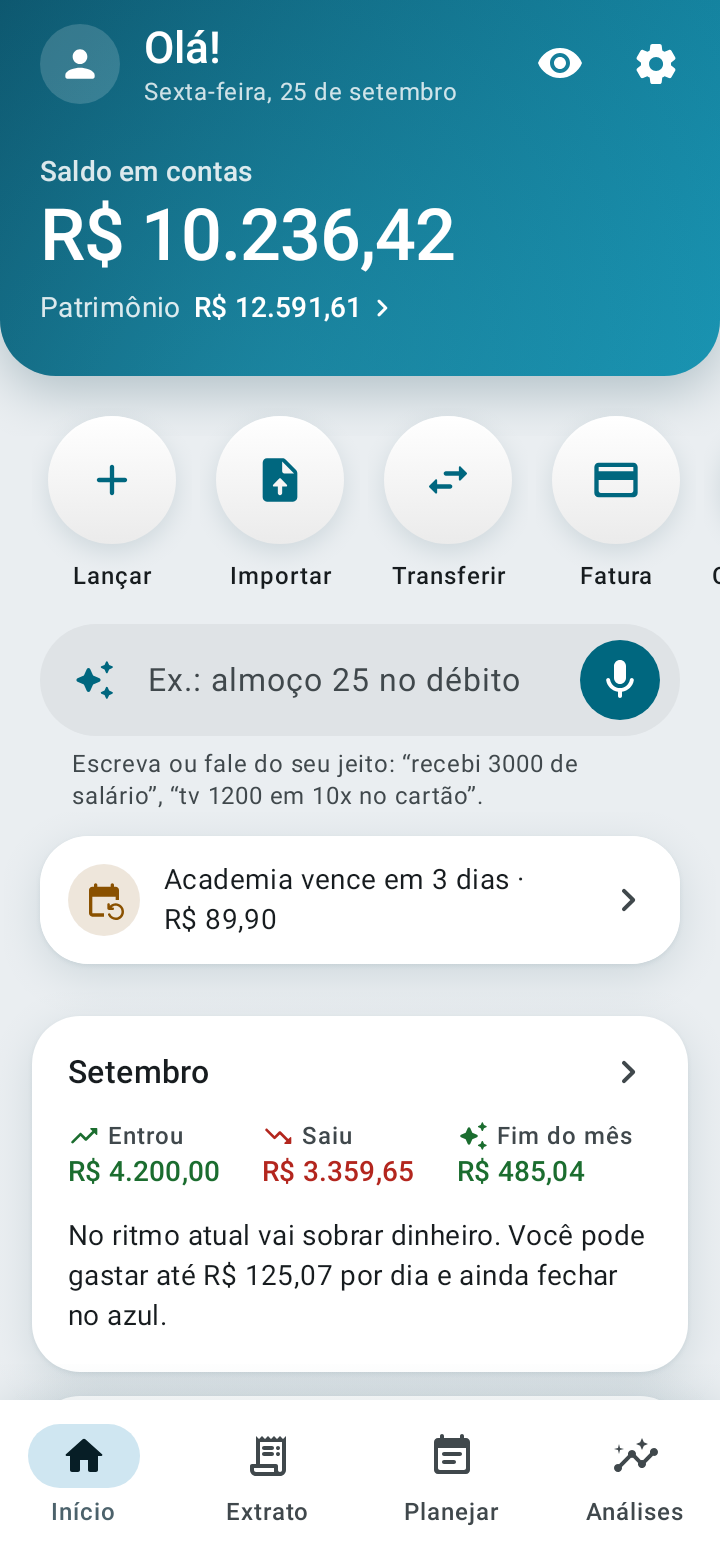 Olá!
Sexta-feira, 25 de setembro
Saldo em contas
R$ 10.236,42
Patrimônio R$ 12.591,61
Lançar
Importar
Transferir
Fatura
Ex.: almoço 25 no débito
Escreva ou fale do seu jeito: “recebi 3000 de
salário”, “tv 1200 em 10x no cartão”.
Academia vence em 3 dias ·
R$ 89,90
Setembro
Entrou
R$ 4.200,00
Saiu
R$ 3.359,65
Fim do mês
R$ 485,04
No ritmo atual vai sobrar dinheiro. Você pode
gastar até R$ 125,07 por dia e ainda fechar
no azul.
Início
Extrato
Planejar
Análises